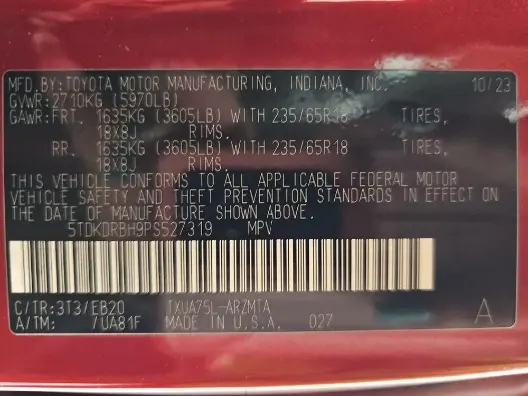 MFD.BY:TOYOTA MOTOR MANUFACTURING, INDIANA, INC. 10/23
GVWR:2710KG (5970LB)
GAWR:FRT. 1635KG (3605LB) WITH 235/65R18 TIRES,
18X8J RIMS.
RR. 1635KG (3605LB) WITH 235/65R18 TIRES,
18X8J RIMS.
THIS VEHICLE CONFORMS TO ALL APPLICABLE FEDERAL MOTOR
VEHICLE SAFETY AND THEFT PREVENTION STANDARDS IN EFFECT ON
THE DATE OF MANUFACTURE SHOWN ABOVE.
5TDKDRBH9PS527319 MPV
C/TR:3T3/EB20 TXUA75L-ARZMTA
A/TM: /UA81F MADE IN U.S.A. 027 A